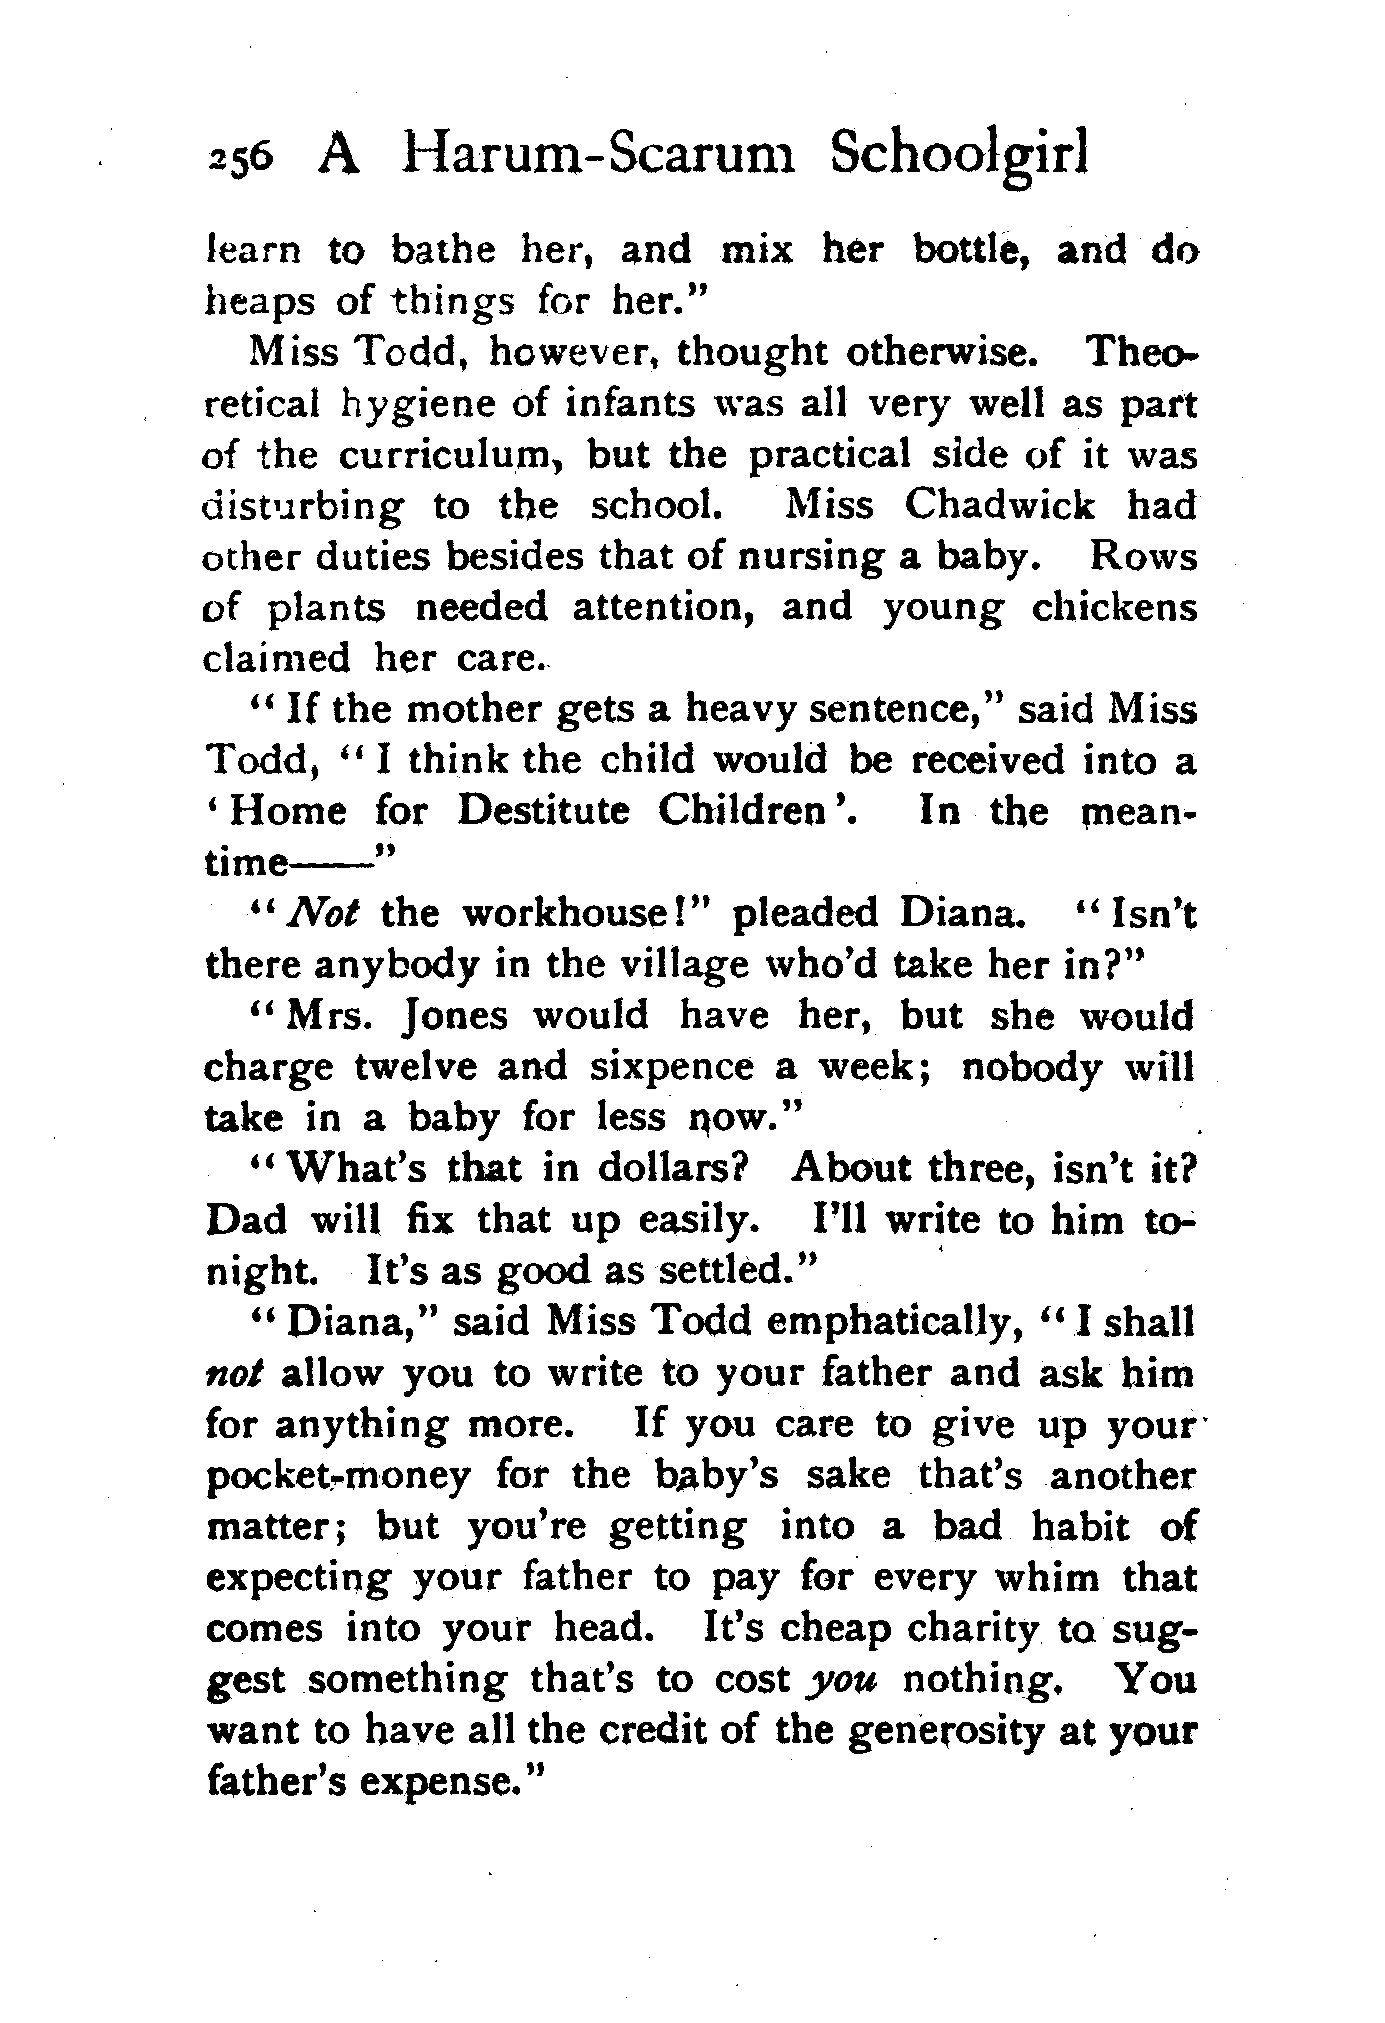 256 A Harum-Scarum Schoolgirl
learn to bathe her, and mix her bottle, and do
heaps of things for her."
Miss Todd, however, thought otherwise. Theo-
retical hygiene of infants was all very well as part
of the curriculum, but the practical side of it was
disturbing to the school. Miss Chadwick had
other duties besides that of nursing a baby. Rows
of plants needed attention, and young chickens
claimed her care.
"If the mother gets a heavy sentence," said Miss
Todd, "I think the child would be received into a
'Home for Destitute Children'. In the mean-
time——"
"Not the workhouse!" pleaded Diana. "Isn't
there anybody in the village who'd take her in?"
"Mrs. Jones would have her, but she would
charge twelve and sixpence a week; nobody will
take in a baby for less now."
"What's that in dollars? About three, isn't it?
Dad will fix that up easily. I'll write to him to-
night. It's as good as settled."
"Diana," said Miss Todd emphatically, "I shall
not allow you to write to your father and ask him
for anything more. If you care to give up your
pocket-money for the baby's sake that's another
matter; but you're getting into a bad habit of
expecting your father to pay for every whim that
comes into your head. It's cheap charity to sug-
gest something that's to cost you nothing. You
want to have all the credit of the generosity at your
father's expense."